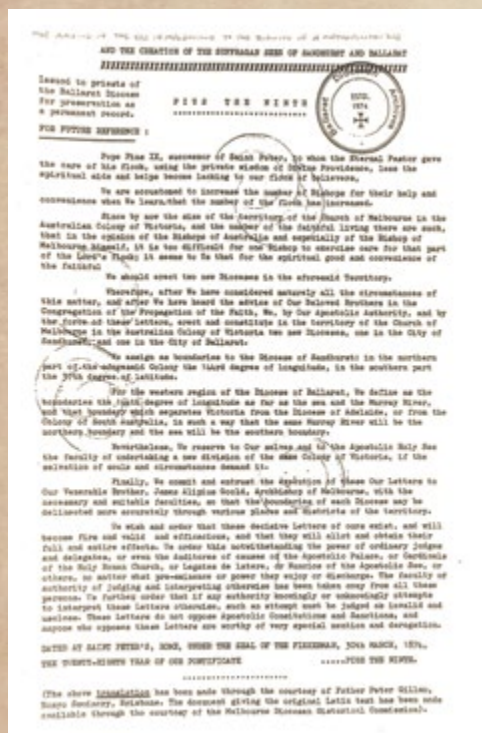 AND THE CREATION OF THE SUFFRAGAN SEES OF SANDHURST AND BALLARAT
Issued to priests of
the Ballarat Diocese
for preservation as
a permanent record.
PIUS THE NINTH
Ballarat Diocesan Archives
ESTD.
1874
FOR FUTURE REFERENCE :
Pope Pius IX, successor of Saint Peter, to whom the Eternal Pastor gave
the care of his flock, using the private wisdom of Divine Providence, lest the
spiritual aids and helps become lacking to our flock of believers,
We are accustomed to increase the number of Bishops for their help and
convenience when We learn that the number of the flock has increased.
Since by now the size of the territory of the Church of Melbourne in the
Australian Colony of Victoria, and the number of the faithful living there are such,
that in the opinion of the Bishops of Australia and especially of the Bishop of
Melbourne himself, it is too difficult for one Bishop to exercise care for that part
of the Lord's flock; it seems to Us that for the spiritual good and convenience of
the faithful
We should erect two new Dioceses in the aforesaid Territory.
Wherefore, after We have considered maturely all the circumstances of
this matter, and after We have heard the advice of Our Beloved Brothers in the
Congregation of the Propagation of the Faith, We, by Our Apostolic Authority, and by
the force of these letters, erect and constitute in the territory of the Church of
Melbourne in the Australian Colony of Victoria two new Dioceses, one in the City of
Sandhurst, and one in the City of Ballarat.
We assign as boundaries to the Diocese of Sandhurst: in the northern
part of the aforesaid Colony the degree of longitude, in the southern part
the 37th degree of latitude.
For the western region of the Diocese of Ballarat, We define as the
boundaries the degree of longitude as far as the sea and the Murray River,
and that boundary which separates Victoria from the Diocese of Adelaide, or from the
Colony of South Australia, in such a way that the same Murray River will be the
northern boundary and the sea will be the southern boundary.
Nevertheless, We reserve to Our selves and to the Apostolic Holy See
the faculty of undertaking a new division of the same Colony of Victoria, if the
salvation of souls and circumstances demand it.
Finally, We commit and entrust the execution of these Our Letters to
Our Venerable Brother, James Alipius Goold, Archbishop of Melbourne, with the
necessary and suitable faculties, so that the boundaries of each Diocese may be
delineated more accurately through various places and districts of the territory.
We wish and order that these decisive Letters of ours exist, and will
become firm and valid and efficacious, and that they will elict and obtain their
full and entire effects. We order this notwithstanding the power of ordinary judges
and delegates, or even the Auditores of causes of the Apostolic Palace, or Cardinals
of the Holy Roman Church, or Legates de latere, or Nuncios of the Apostolic See, or
others, no matter what pre-eminence or power they enjoy or discharge. The faculty or
authority of judging and interpreting otherwise has been taken away from all these
persons. We further order that if any authority knowingly or unknowingly attempts
to interpret these Letters otherwise, such an attempt must be judged as invalid and
useless. These Letters do not oppose Apostolic Constitutions and Sanctions, and
anyone who opposes these Letters are worthy of very special mention and derogation.
DATED AT SAINT PETER'S, ROME, UNDER THE SEAL OF THE FISHERMAN, 30th MARCH, 1874,
THE TWENTY-EIGHTH YEAR OF OUR PONTIFICATE .....PIUS THE NINTH.
(The above translation has been made through the courtesy of Father Peter Gillam,
Banyo Seminary, Brisbane. The document giving the original Latin text has been made
available through the courtesy of the Melbourne Diocesan Historical Commission).